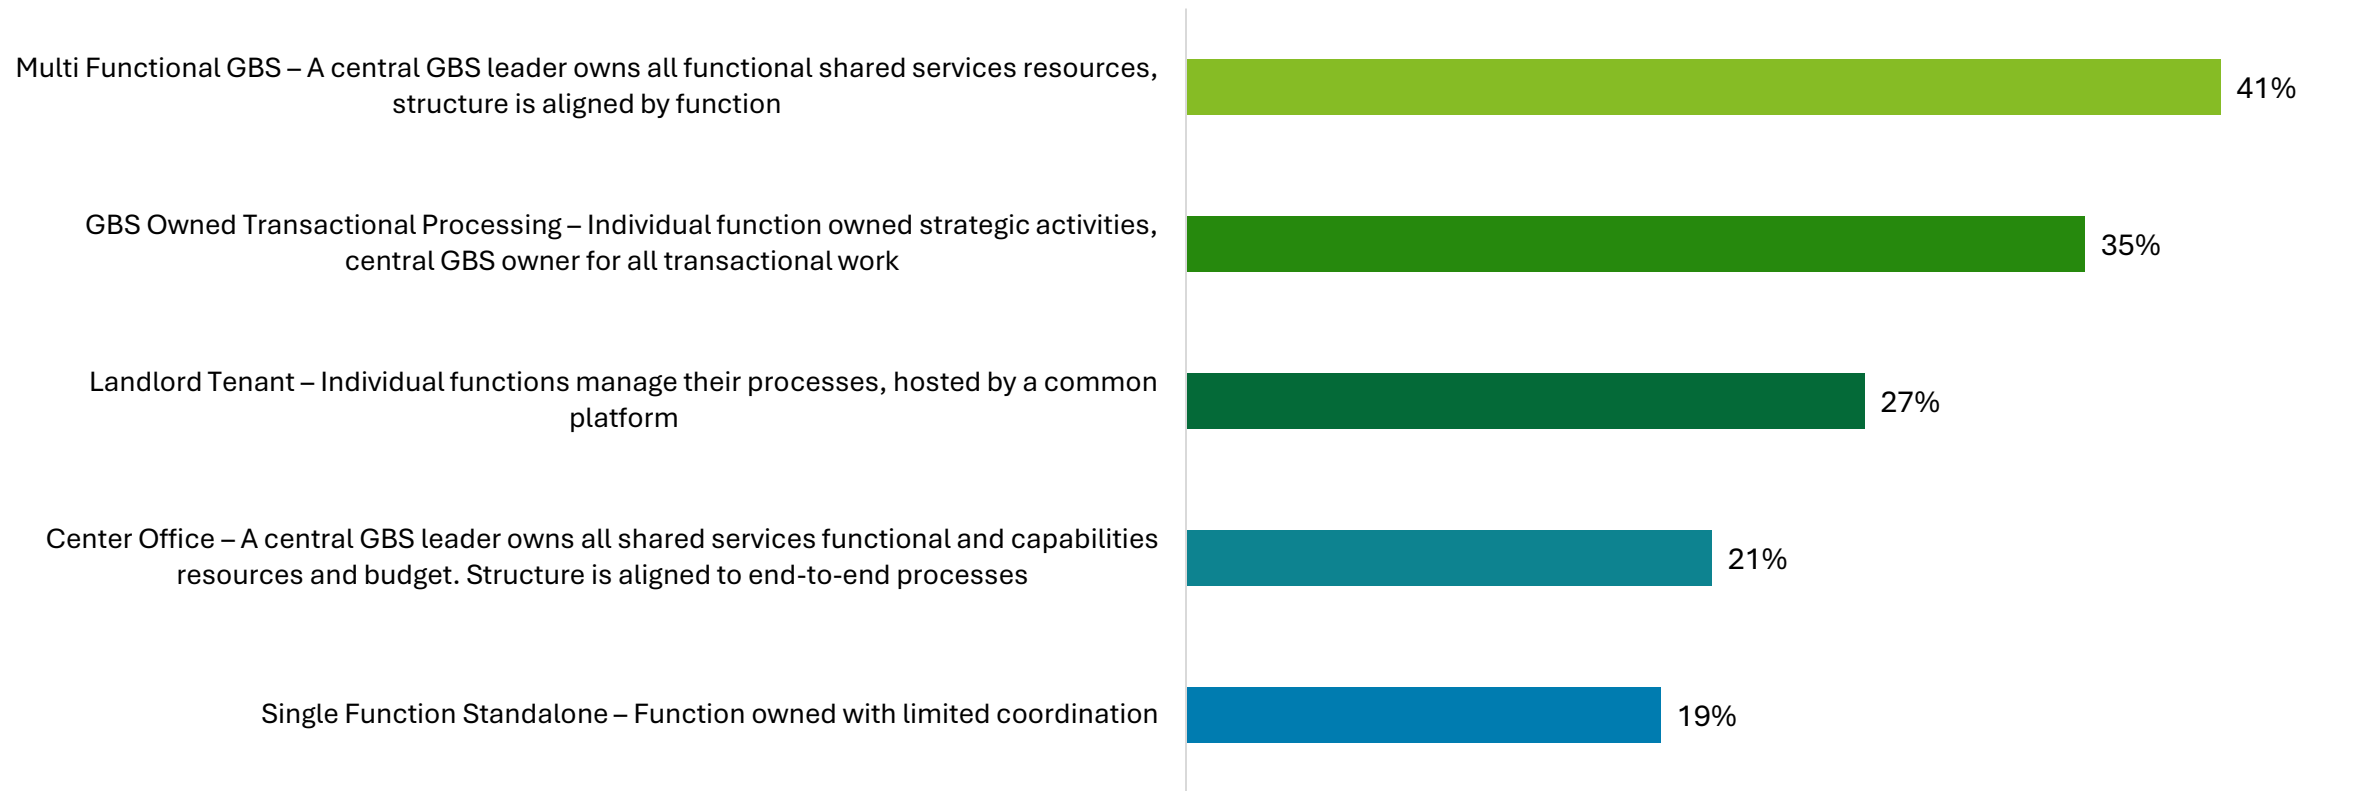 Multi Functional GBS – A central GBS leader owns all functional shared services resources,
structure is aligned by function
41%
GBS Owned Transactional Processing – Individual function owned strategic activities,
central GBS owner for all transactional work
35%
Landlord Tenant – Individual functions manage their processes, hosted by a common
platform
27%
Center Office – A central GBS leader owns all shared services functional and capabilities
resources and budget. Structure is aligned to end-to-end processes
21%
Single Function Standalone – Function owned with limited coordination
19%